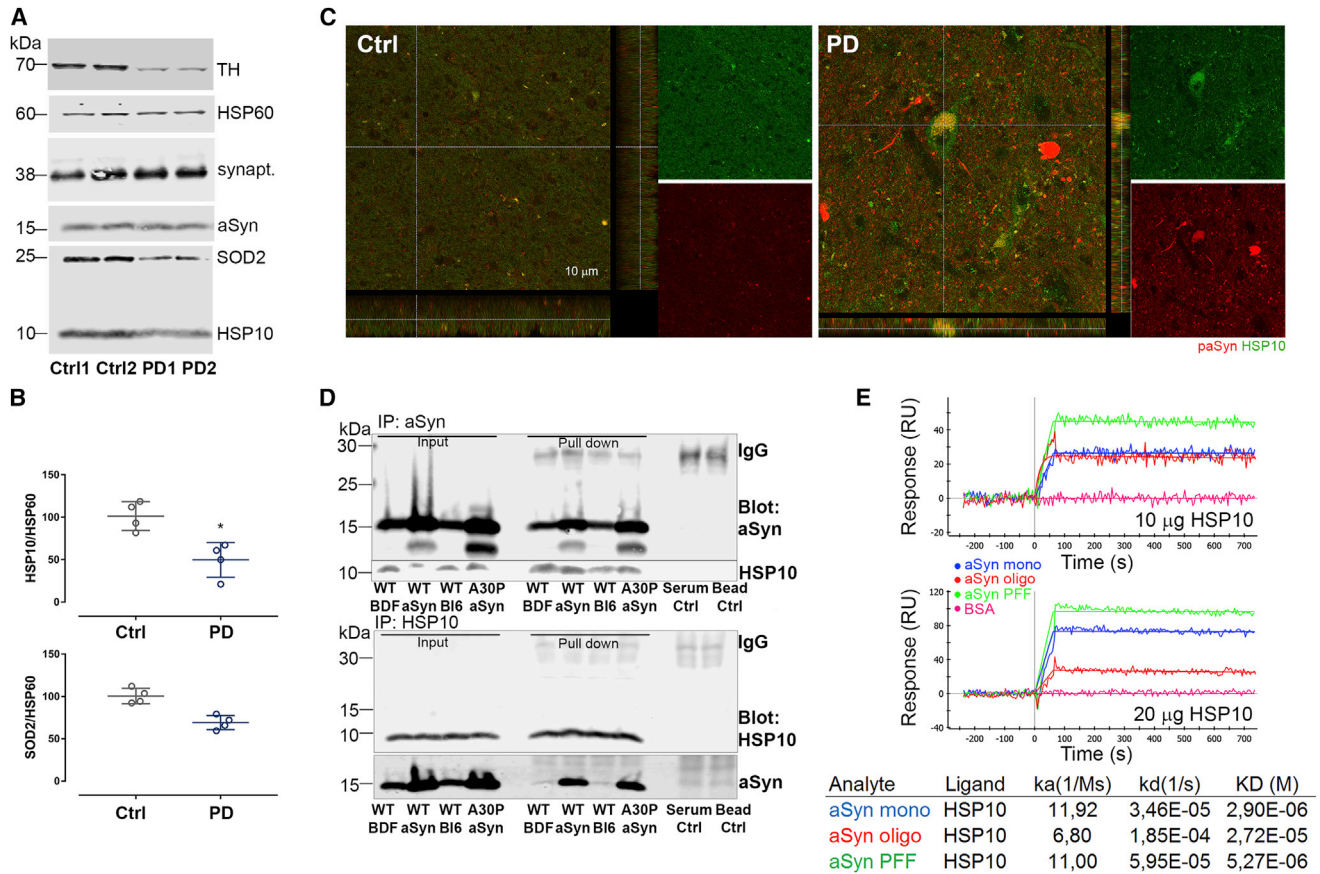 A
kDa
70
TH
60
HSP60
38
synapt.
15
aSyn
25
SOD2
10
HSP10
Ctrl1 Ctrl2 PD1 PD2
B
HSP10/HSP60
150
100
50
0
*
Ctrl PD
SOD2/HSP60
150
100
50
0
Ctrl PD
C
Ctrl
10 µm
PD
paSyn HSP10
D
IP: aSyn
kDa
Input
Pull down
30
25
15
10
IgG
Blot:
aSyn
HSP10
WT WT WT A30P WT WT WT A30P Serum Bead
BDF aSyn Bl6 aSyn BDF aSyn Bl6 aSyn Ctrl Ctrl
IP: HSP10
kDa
Input
Pull down
30
15
10
15
IgG
Blot:
HSP10
aSyn
WT WT WT A30P WT WT WT A30P Serum Bead
BDF aSyn Bl6 aSyn BDF aSyn Bl6 aSyn Ctrl Ctrl
E
Response (RU)
40
20
0
-20
10 µg HSP10
-200 -100 0 100 200 300 400 500 600 700
Time (s)
aSyn mono
aSyn oligo
aSyn PFF
BSA
Response (RU)
120
80
40
0
-40
20 µg HSP10
-200 -100 0 100 200 300 400 500 600 700
Time (s)
Analyte Ligand ka(1/Ms) kd(1/s) KD (M)
aSyn mono HSP10 11,92 3,46E-05 2,90E-06
aSyn oligo HSP10 6,80 1,85E-04 2,72E-05
aSyn PFF HSP10 11,00 5,95E-05 5,27E-06